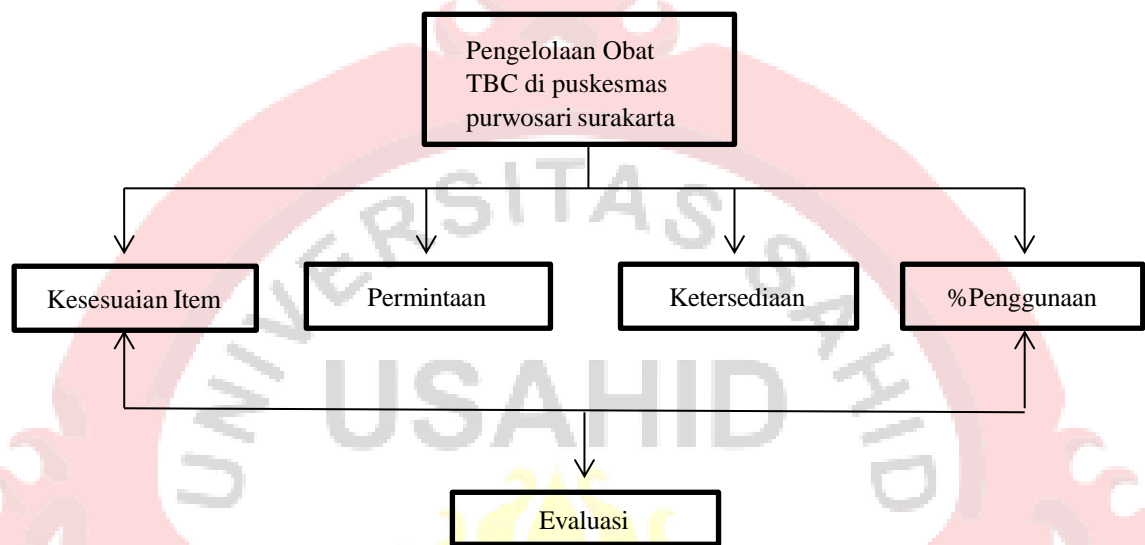 Pengelolaan Obat
TBC di puskesmas
purwosari surakarta
UNIVERSITAS SAHID
Kesesuaian Item
Permintaan
Ketersediaan
%Penggunaan
USAHID
Evaluasi